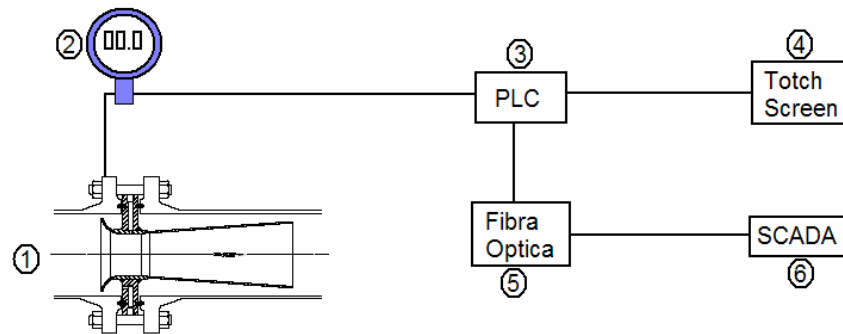 ② 00.0
③
④
PLC
Totch
Screen
①
Fibra
Optica
SCADA
⑤
⑥